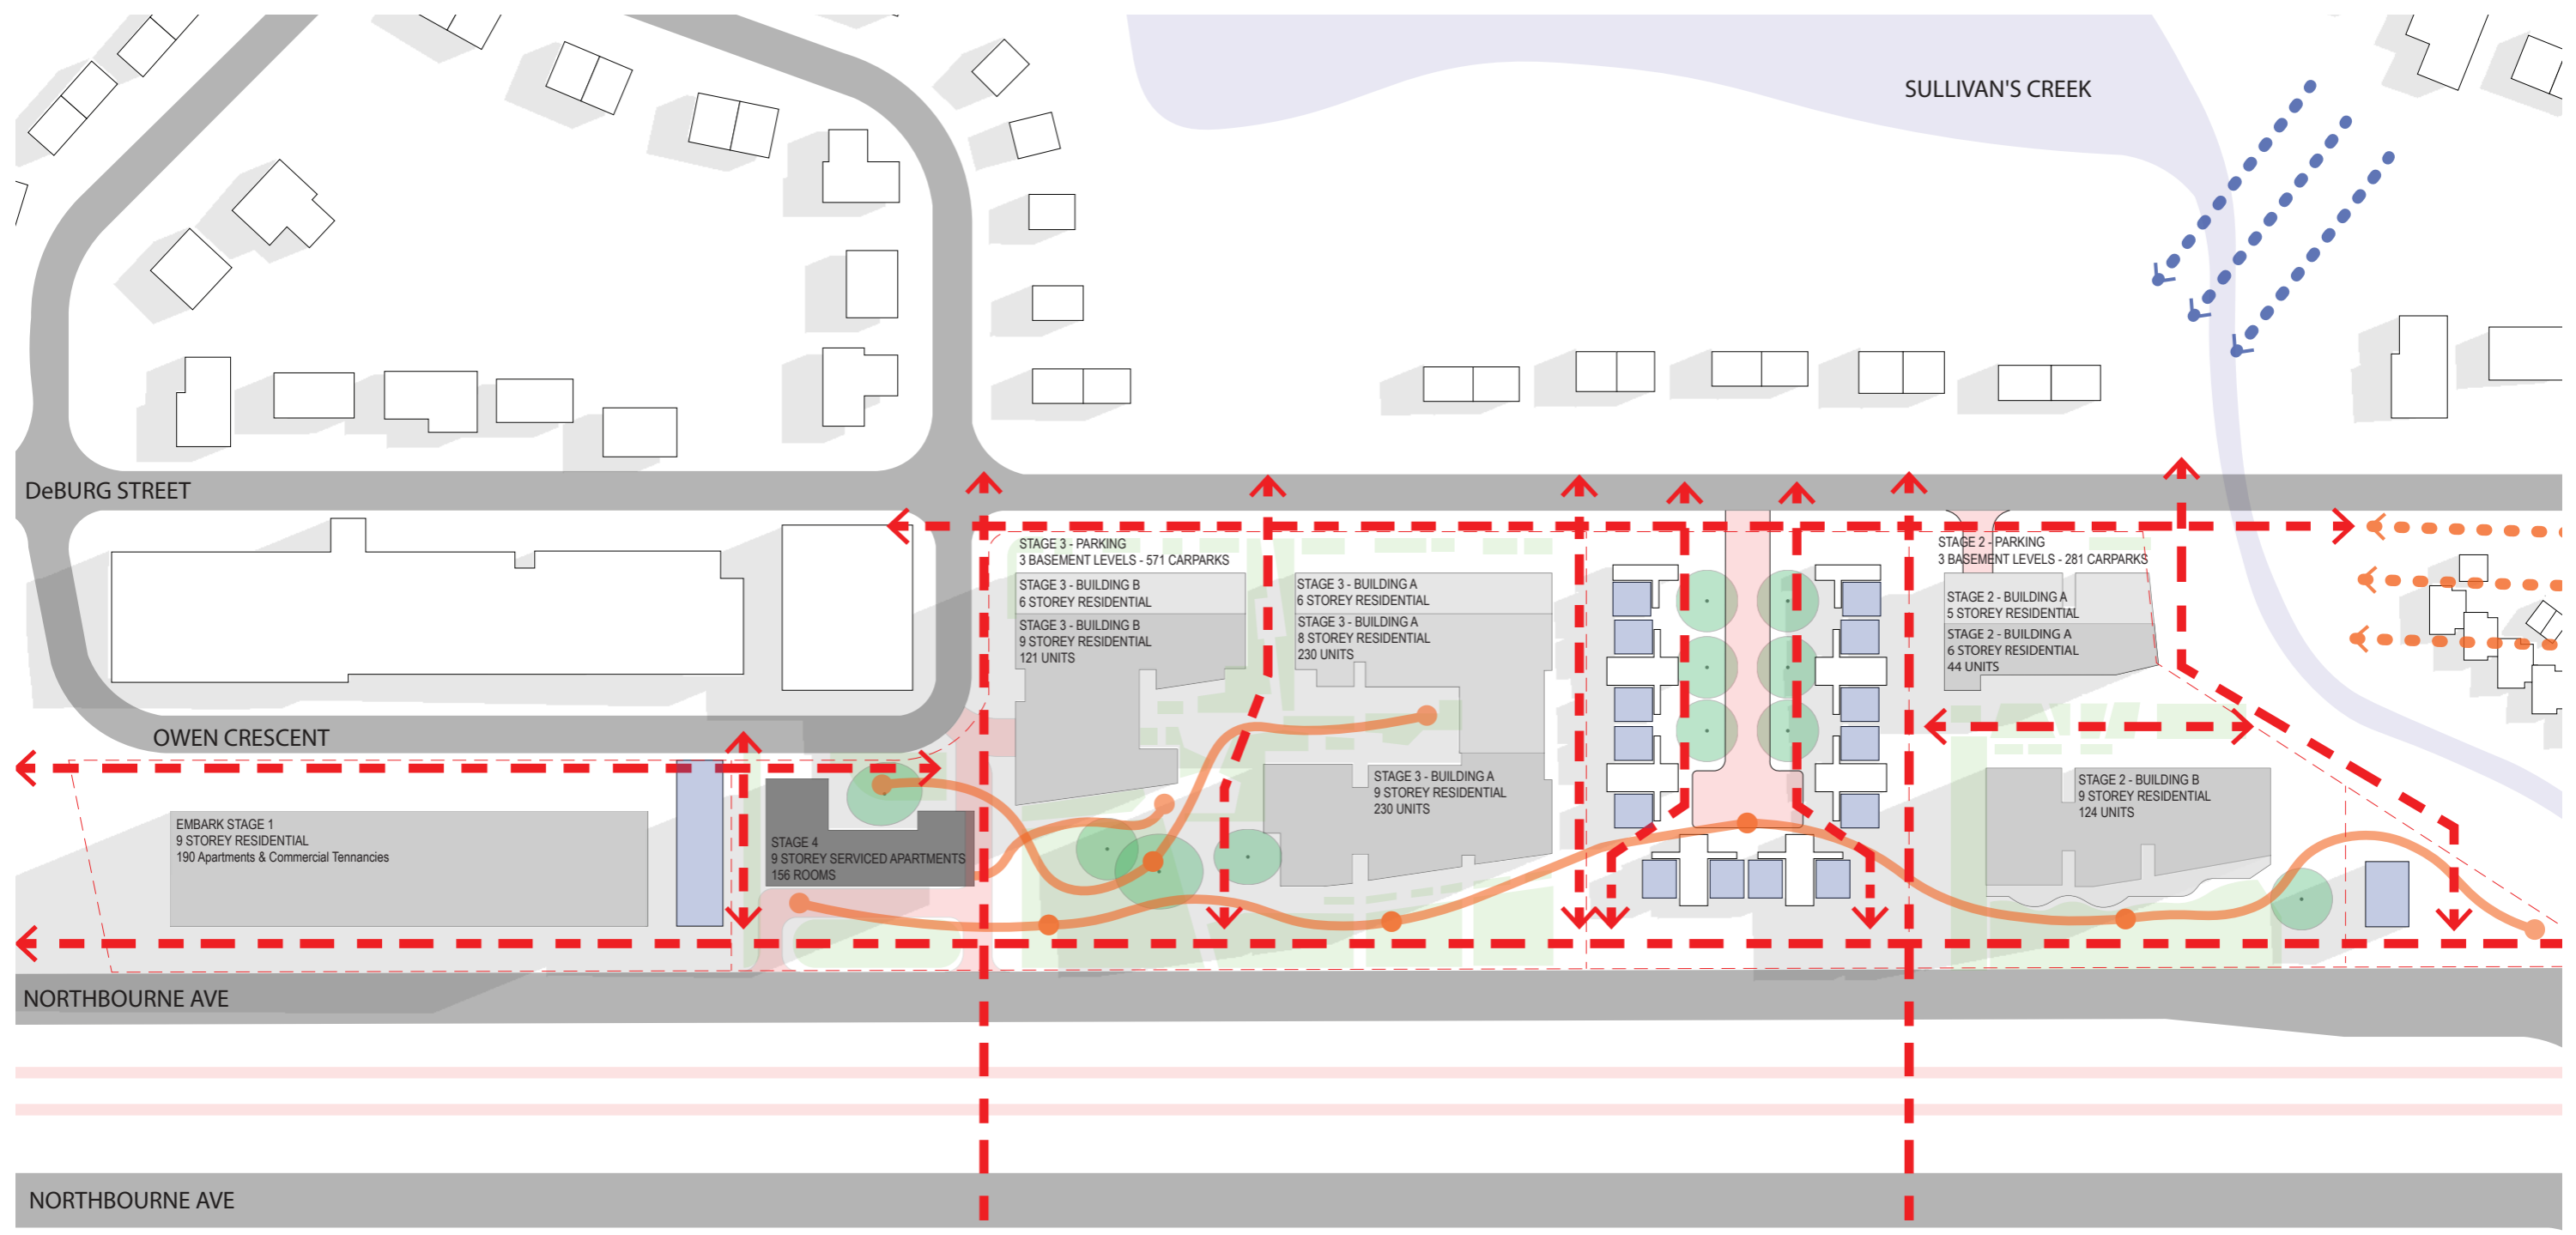 SULLIVAN'S CREEK
DeBURG STREET
STAGE 3 - PARKING
3 BASEMENT LEVELS - 571 CARPARKS
STAGE 3 - BUILDING B
6 STOREY RESIDENTIAL
STAGE 3 - BUILDING B
9 STOREY RESIDENTIAL
121 UNITS
STAGE 3 - BUILDING A
6 STOREY RESIDENTIAL
STAGE 3 - BUILDING A
8 STOREY RESIDENTIAL
230 UNITS
STAGE 2 - PARKING
3 BASEMENT LEVELS - 281 CARPARKS
STAGE 2 - BUILDING A
5 STOREY RESIDENTIAL
STAGE 2 - BUILDING A
6 STOREY RESIDENTIAL
44 UNITS
OWEN CRESCENT
STAGE 3 - BUILDING A
9 STOREY RESIDENTIAL
230 UNITS
STAGE 2 - BUILDING B
9 STOREY RESIDENTIAL
124 UNITS
EMBARK STAGE 1
9 STOREY RESIDENTIAL
190 Apartments & Commercial Tennancies
STAGE 4
9 STOREY SERVICED APARTMENTS
156 ROOMS
NORTHBOURNE AVE
NORTHBOURNE AVE